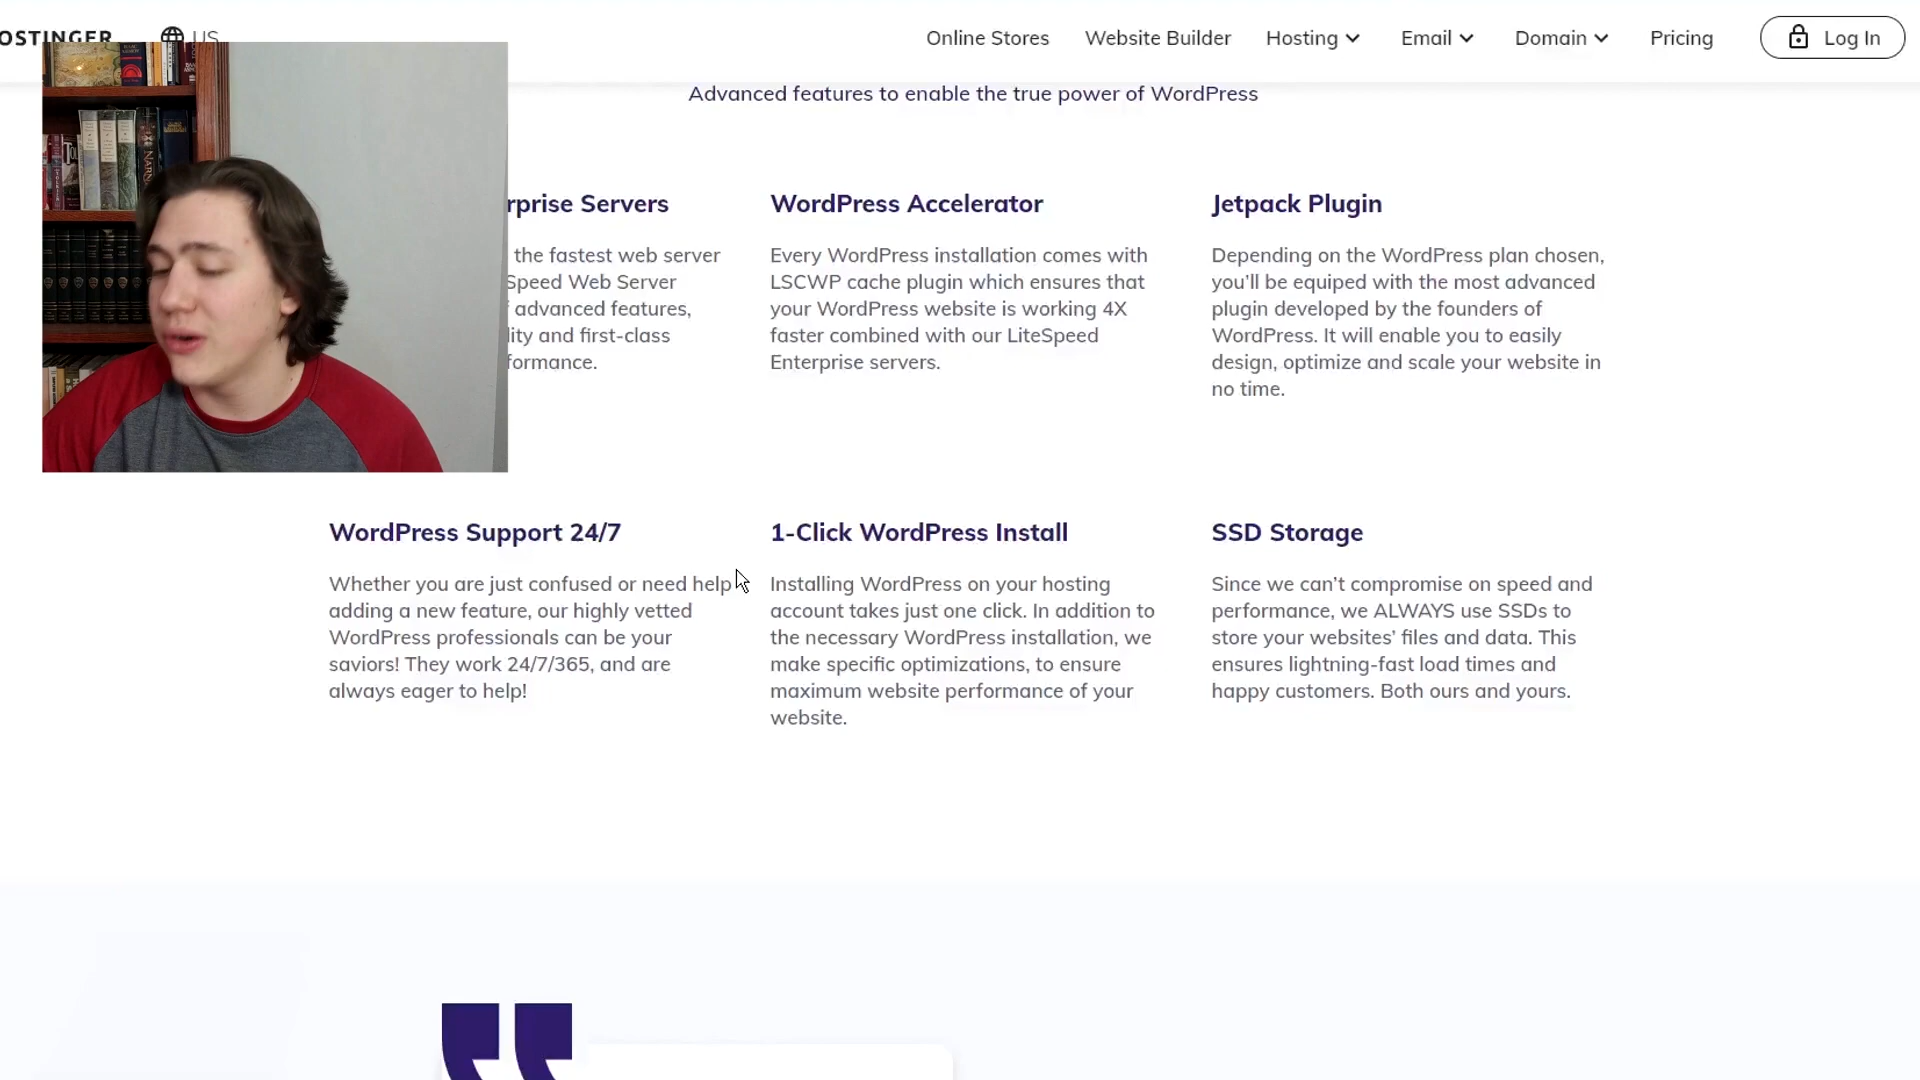 OSTINGER US Online Stores Website Builder Hosting Email Domain Pricing Log In
Advanced features to enable the true power of WordPress
rprise Servers
the fastest web server
Speed Web Server
advanced features,
lity and first-class
formance.
WordPress Accelerator
Every WordPress installation comes with
LSCWP cache plugin which ensures that
your WordPress website is working 4X
faster combined with our LiteSpeed
Enterprise servers.
Jetpack Plugin
Depending on the WordPress plan chosen,
you’ll be equiped with the most advanced
plugin developed by the founders of
WordPress. It will enable you to easily
design, optimize and scale your website in
no time.
NARN
WordPress Support 24/7
Whether you are just confused or need help
adding a new feature, our highly vetted
WordPress professionals can be your
saviors! They work 24/7/365, and are
always eager to help!
1-Click WordPress Install
Installing WordPress on your hosting
account takes just one click. In addition to
the necessary WordPress installation, we
make specific optimizations, to ensure
maximum website performance of your
website.
SSD Storage
Since we can’t compromise on speed and
performance, we ALWAYS use SSDs to
store your websites’ files and data. This
ensures lightning-fast load times and
happy customers. Both ours and yours.